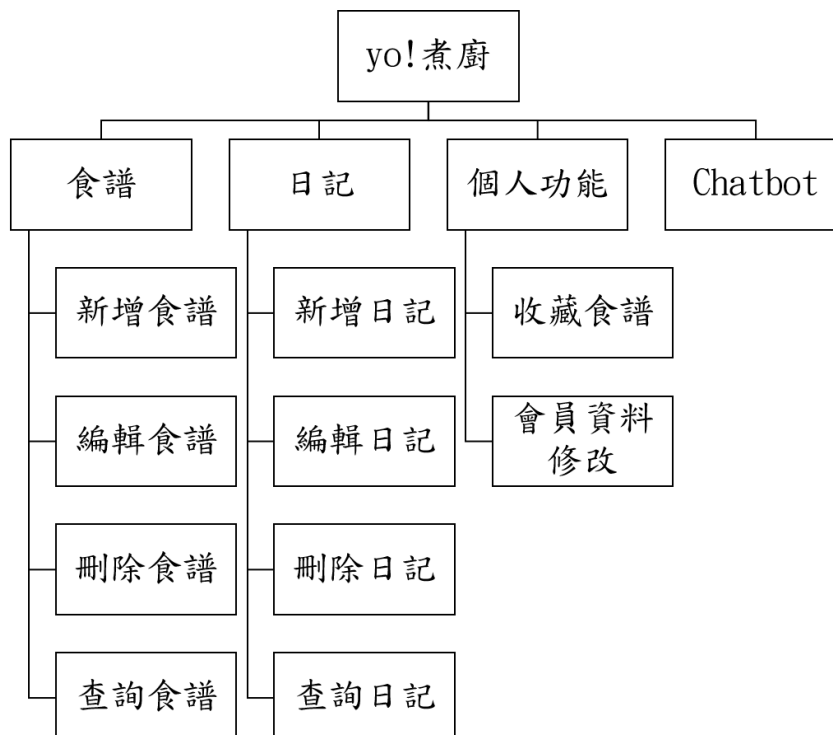 yo!煮廚
食譜
日記
個人功能
Chatbot
新增食譜
新增日記
收藏食譜
編輯食譜
編輯日記
會員資料
修改
刪除食譜
刪除日記
查詢食譜
查詢日記